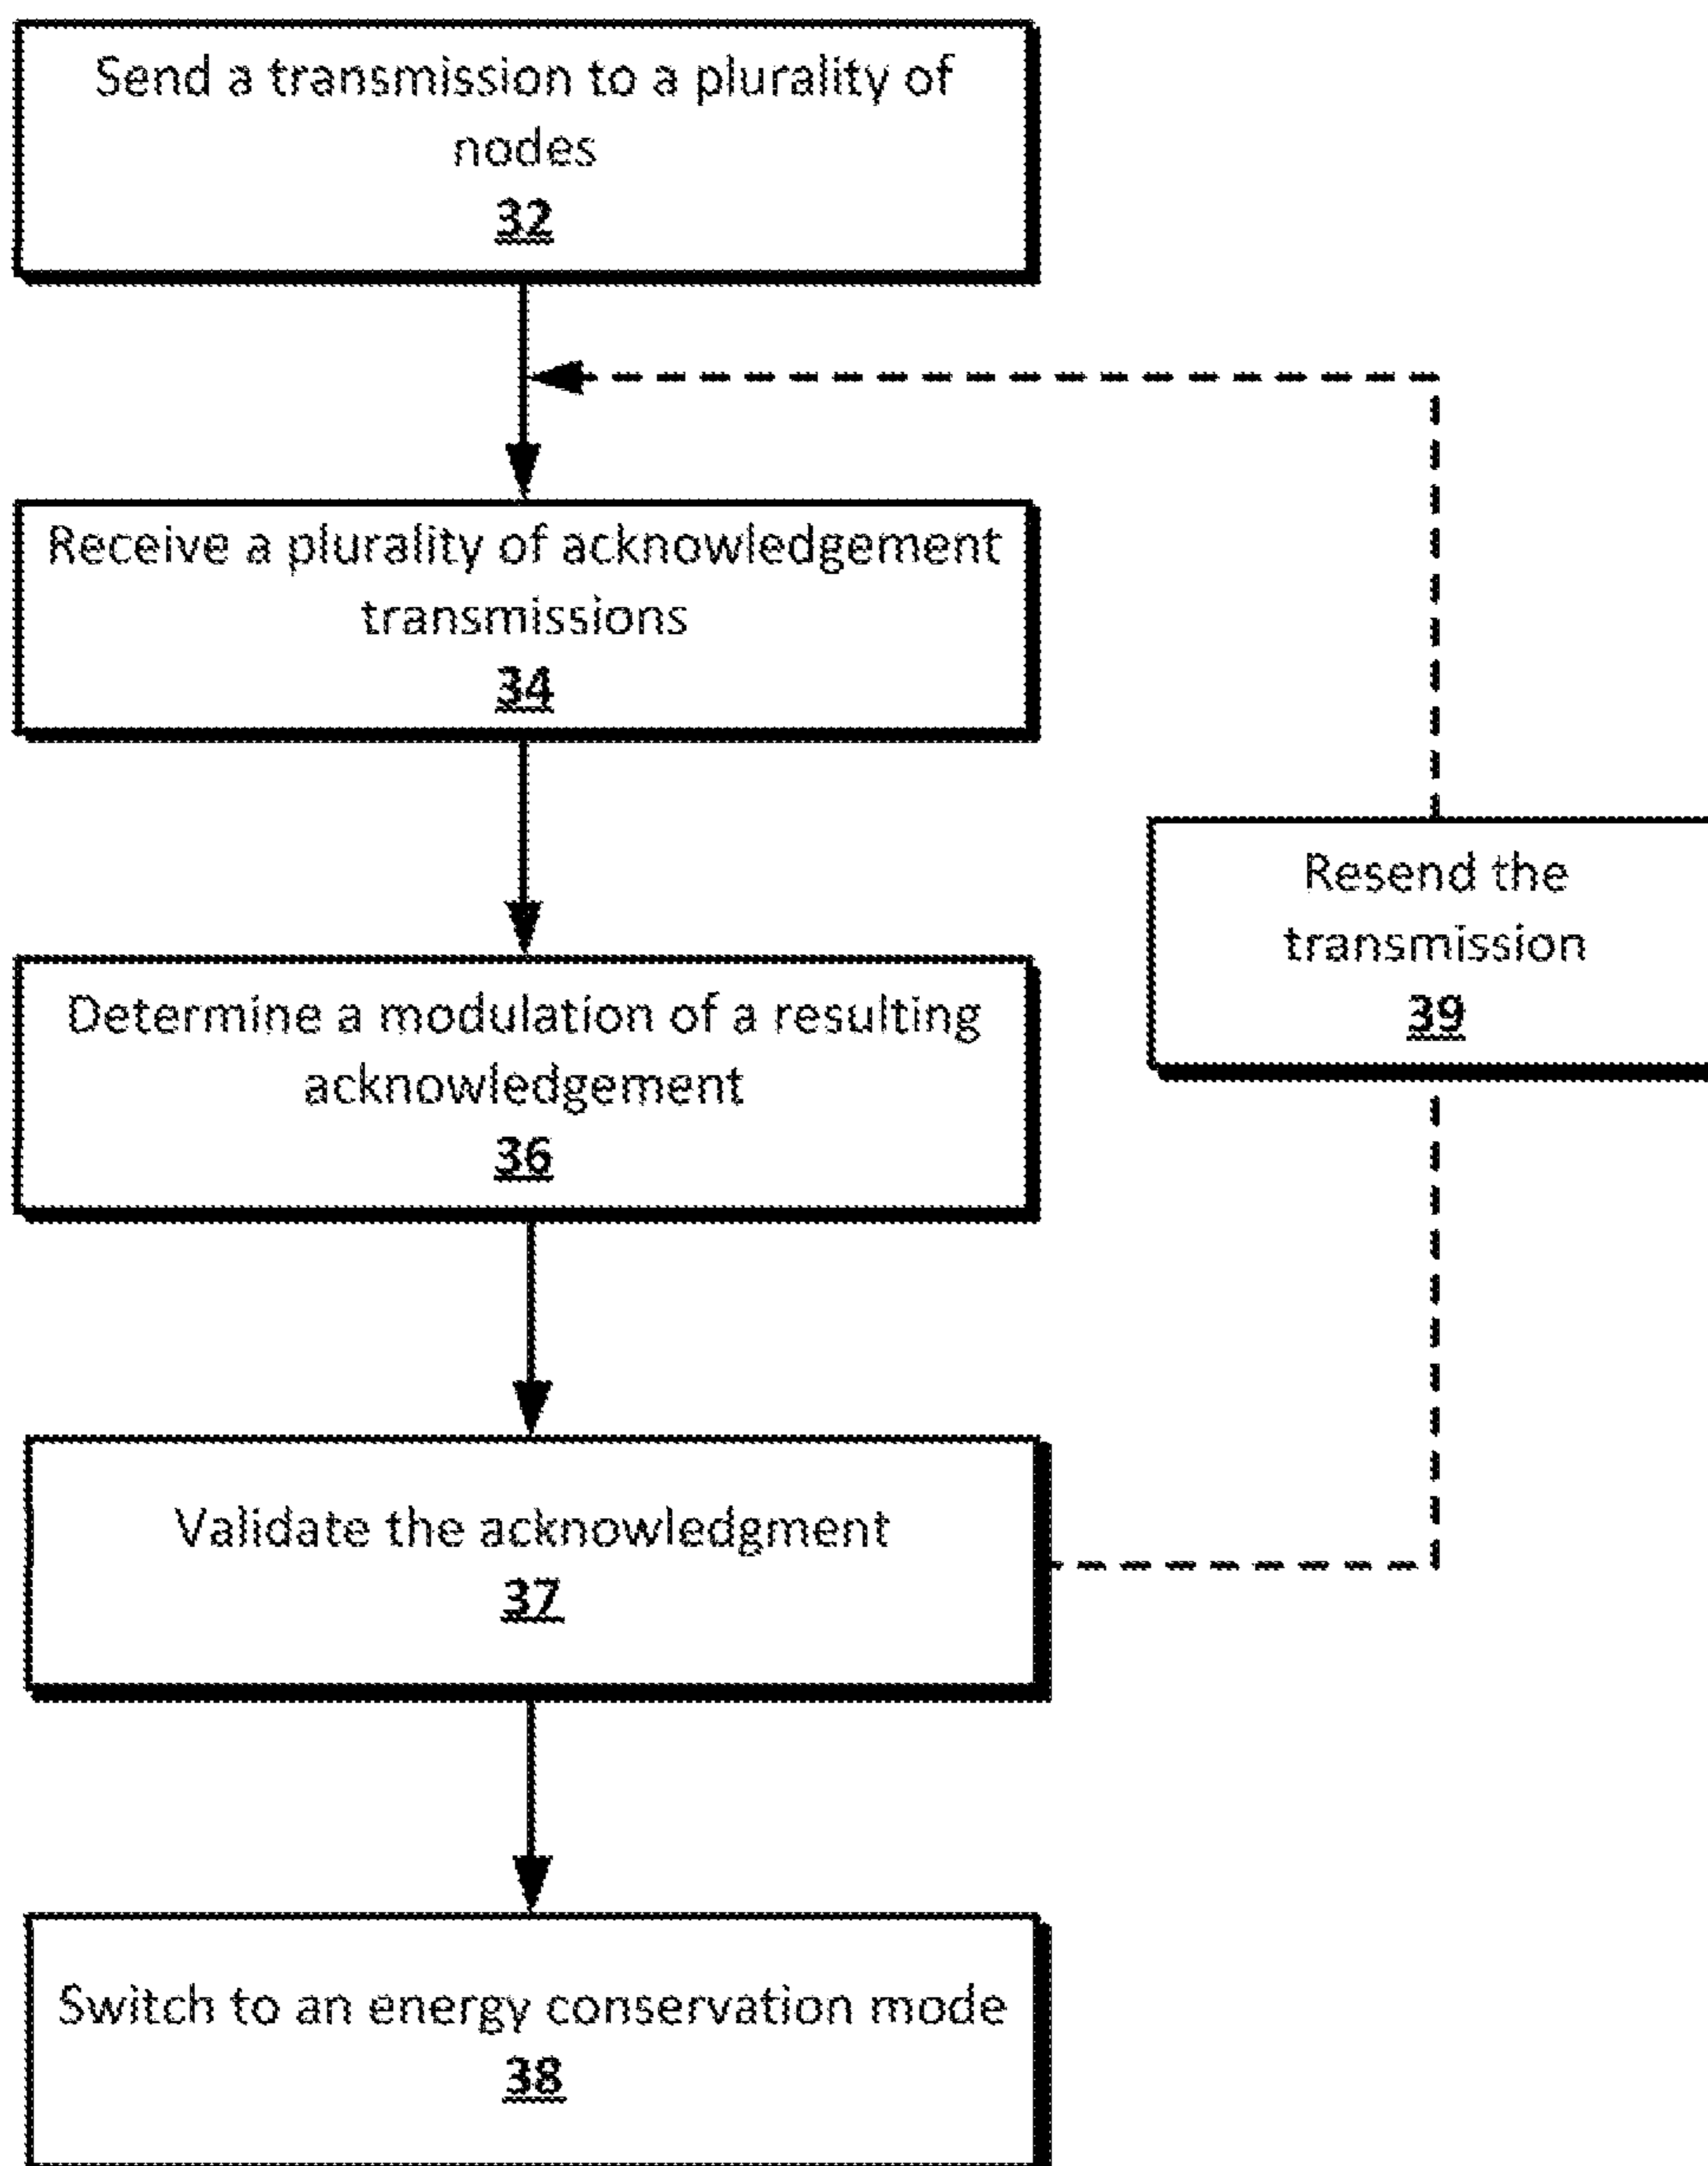 Send a transmission to a plurality of
nodes
32
Receive a plurality of acknowledgement
transmissions
34
Determine a modulation of a resulting
acknowledgement
36
Resend the
transmission
39
Validate the acknowledgment
37
Switch to an energy conservation mode
38